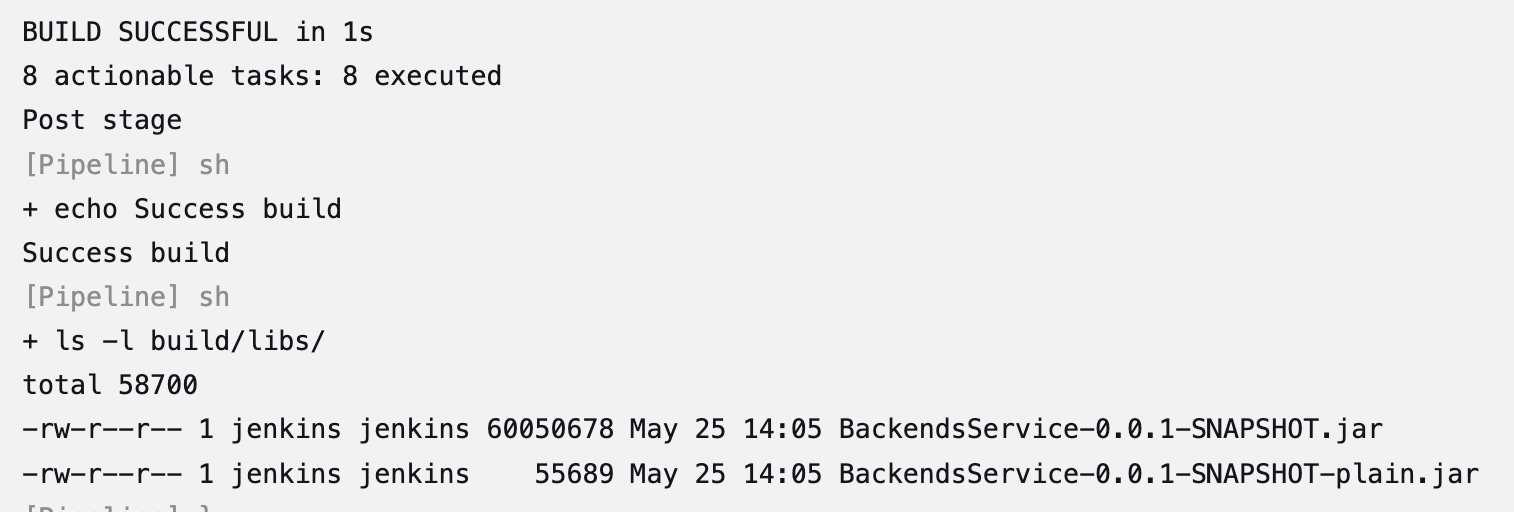 BUILD SUCCESSFUL in 1s
8 actionable tasks: 8 executed
Post stage
[Pipeline] sh
+ echo Success build
Success build
[Pipeline] sh
+ ls -l build/libs/
total 58700
-rw-r--r-- 1 jenkins jenkins 60050678 May 25 14:05 BackendsService-0.0.1-SNAPSHOT.jar
-rw-r--r-- 1 jenkins jenkins    55689 May 25 14:05 BackendsService-0.0.1-SNAPSHOT-plain.jar
[Pipeline] }